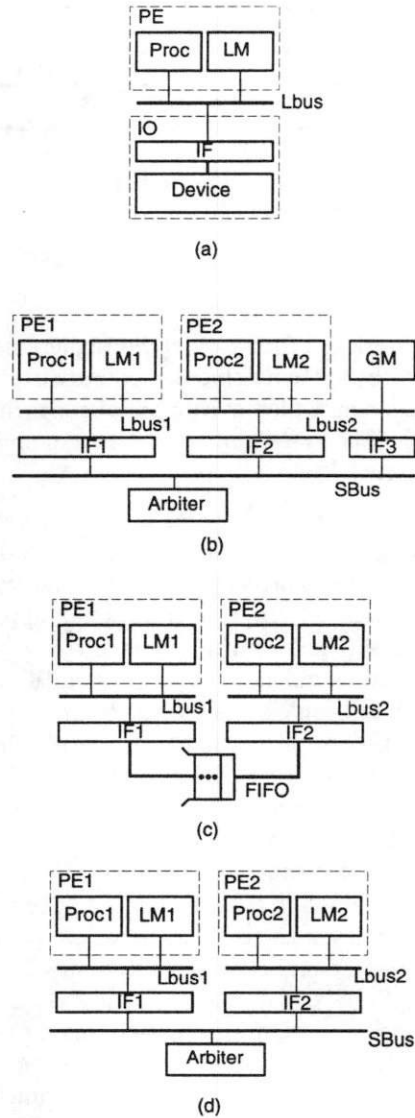 PE
Proc LM
Lbus
IO
IF
Device
(a)
PE1 PE2
Proc1 LM1 Proc2 LM2 GM
Lbus1 Lbus2
IF1 IF2 IF3
SBus
Arbiter
(b)
PE1 PE2
Proc1 LM1 Proc2 LM2
Lbus1 Lbus2
IF1 IF2
FIFO
(c)
PE1 PE2
Proc1 LM1 Proc2 LM2
Lbus1 Lbus2
IF1 IF2
SBus
Arbiter
(d)